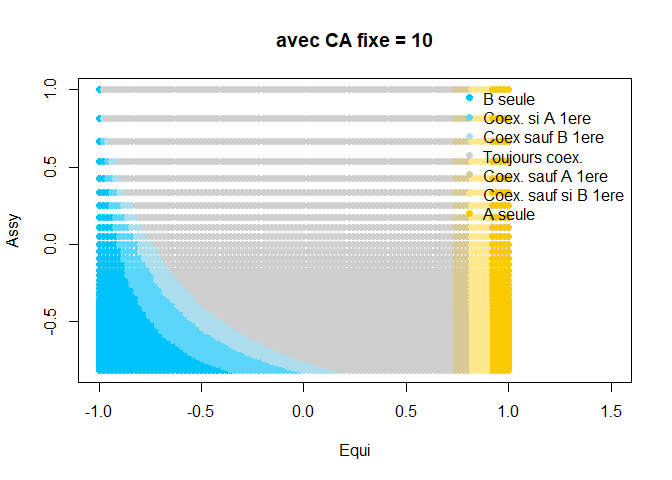 avec CA fixe = 10
B seule
Coex. si A 1ere
Coex sauf B 1ere
Toujours coex.
Coex. sauf A 1ere
Coex. sauf si B 1ere
A seule
Assy
1.0
0.5
0.0
-0.5
-1.0
-0.5
0.0
0.5
1.0
1.5
Equi